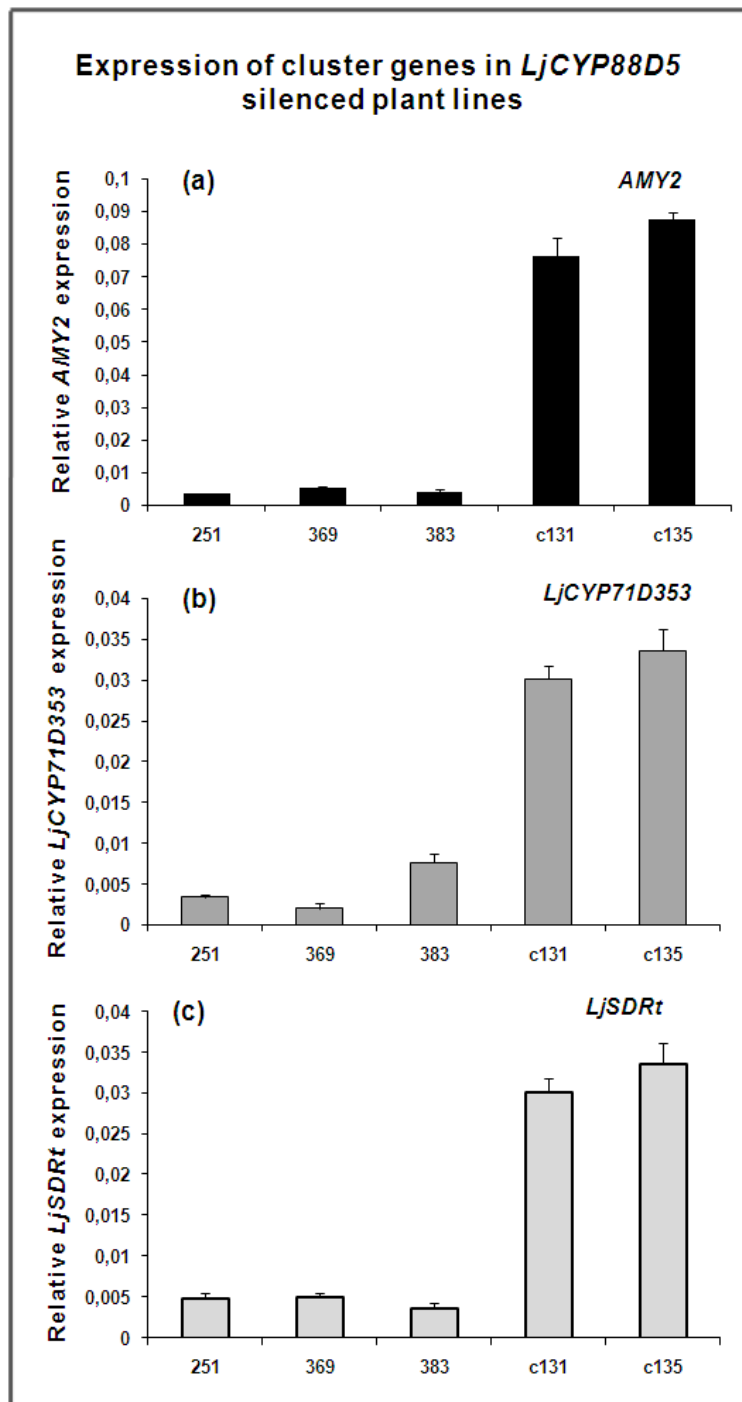 Expression of cluster genes in LjCYP88D5
silenced plant lines
(a)
AMY2
Relative AMY2 expression
0,1
0,09
0,08
0,07
0,06
0,05
0,04
0,03
0,02
0,01
0
251 369 383 c131 c135
(b)
LjCYP71D353
Relative LjCYP71D353 expression
0,04
0,035
0,03
0,025
0,02
0,015
0,01
0,005
0
251 369 383 c131 c135
(c)
LjSDRt
Relative LjSDRt expression
0,04
0,035
0,03
0,025
0,02
0,015
0,01
0,005
0
251 369 383 c131 c135